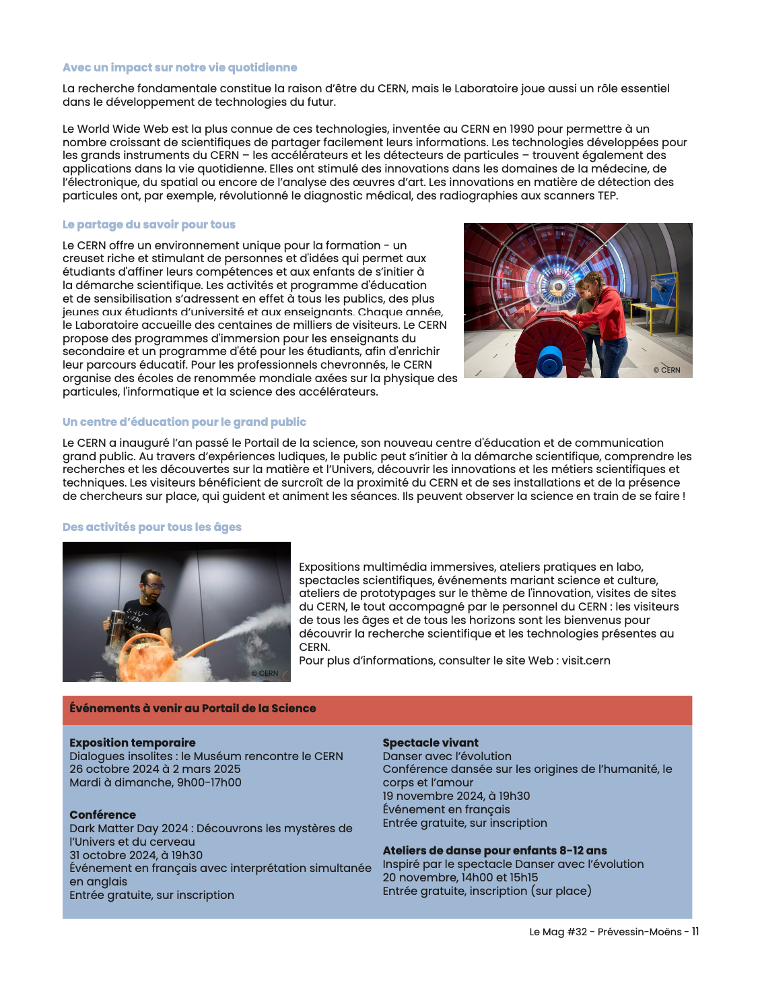 Avec un impact sur notre vie quotidienne
La recherche fondamentale constitue la raison d’être du CERN, mais le Laboratoire joue aussi un rôle essentiel
dans le développement de technologies du futur.
Le World Wide Web est la plus connue de ces technologies, inventée au CERN en 1990 pour permettre à un
nombre croissant de scientifiques de partager facilement leurs informations. Les technologies développées pour
les grands instruments du CERN – les accélérateurs et les détecteurs de particules – trouvent également des
applications dans la vie quotidienne. Elles ont stimulé des innovations dans les domaines de la médecine, de
l’électronique, du spatial ou encore de l’analyse des œuvres d’art. Les innovations en matière de détection des
particules ont, par exemple, révolutionné le diagnostic médical, des radiographies aux scanners TEP.
Le partage du savoir pour tous
Le CERN offre un environnement unique pour la formation - un
creuset riche et stimulant de personnes et d'idées qui permet aux
étudiants d'affiner leurs compétences et aux enfants de s’initier à
la démarche scientifique. Les activités et programme d'éducation
et de sensibilisation s’adressent en effet à tous les publics, des plus
jeunes aux étudiants d’université et aux enseignants. Chaque année,
le Laboratoire accueille des centaines de milliers de visiteurs. Le CERN
propose des programmes d'immersion pour les enseignants du
secondaire et un programme d'été pour les étudiants, afin d'enrichir
leur parcours éducatif. Pour les professionnels chevronnés, le CERN
organise des écoles de renommée mondiale axées sur la physique des
particules, l'informatique et la science des accélérateurs.
© CERN
Un centre d’éducation pour le grand public
Le CERN a inauguré l’an passé le Portail de la science, son nouveau centre d'éducation et de communication
grand public. Au travers d’expériences ludiques, le public peut s’initier à la démarche scientifique, comprendre les
recherches et les découvertes sur la matière et l’Univers, découvrir les innovations et les métiers scientifiques et
techniques. Les visiteurs bénéficient de surcroît de la proximité du CERN et de ses installations et de la présence
de chercheurs sur place, qui guident et animent les séances. Ils peuvent observer la science en train de se faire !
Des activités pour tous les âges
© CERN
Expositions multimédia immersives, ateliers pratiques en labo,
spectacles scientifiques, événements mariant science et culture,
ateliers de prototypages sur le thème de l'innovation, visites de sites
du CERN, le tout accompagné par le personnel du CERN : les visiteurs
de tous les âges et de tous les horizons sont les bienvenus pour
découvrir la recherche scientifique et les technologies présentes au
CERN.
Pour plus d’informations, consulter le site Web : visit.cern
Événements à venir au Portail de la Science
Exposition temporaire
Dialogues insolites : le Muséum rencontre le CERN
26 octobre 2024 à 2 mars 2025
Mardi à dimanche, 9h00-17h00
Conférence
Dark Matter Day 2024 : Découvrons les mystères de
l’Univers et du cerveau
31 octobre 2024, à 19h30
Événement en français avec interprétation simultanée
en anglais
Entrée gratuite, sur inscription
Spectacle vivant
Danser avec l’évolution
Conférence dansée sur les origines de l’humanité, le
corps et l’amour
19 novembre 2024, à 19h30
Événement en français
Entrée gratuite, sur inscription
Ateliers de danse pour enfants 8-12 ans
Inspiré par le spectacle Danser avec l’évolution
20 novembre, 14h00 et 15h15
Entrée gratuite, inscription (sur place)
Le Mag #32 - Prévessin-Moëns - 11